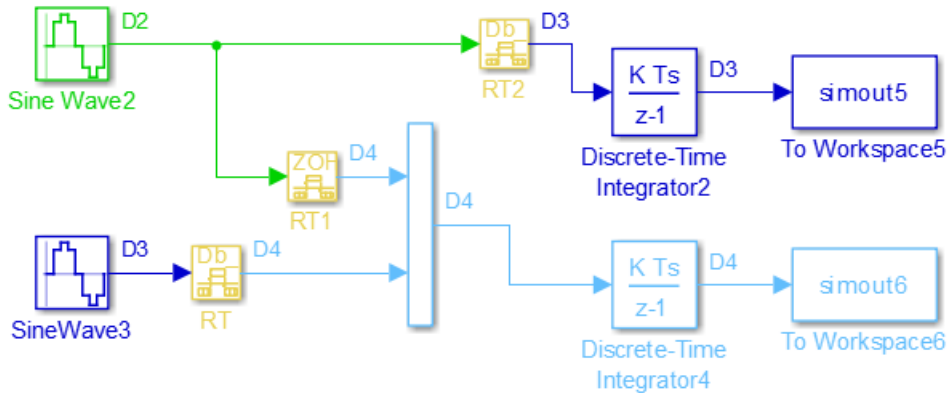 D2
Sine Wave2
Db
RT2
D3
K Ts
z-1
Discrete-Time
Integrator2
D3
simout5
To Workspace5
ZOH
RT1
D4
D4
D3
SineWave3
Db
RT
D4
K Ts
z-1
Discrete-Time
Integrator4
D4
simout6
To Workspace6